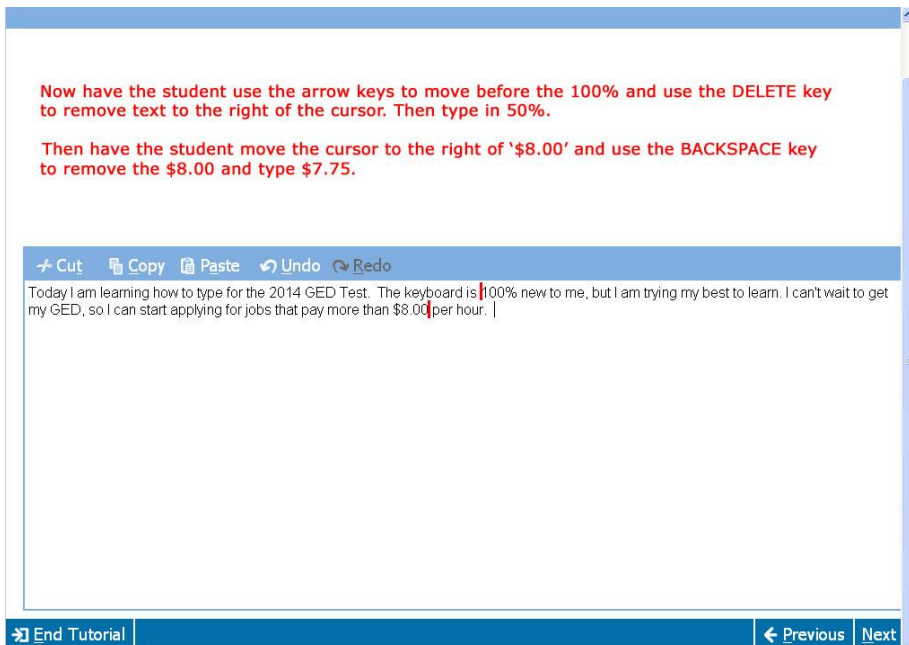 Now have the student use the arrow keys to move before the 100% and use the DELETE key
to remove text to the right of the cursor. Then type in 50%.
Then have the student move the cursor to the right of ‘$8.00’ and use the BACKSPACE key
to remove the $8.00 and type $7.75.
Cut Copy Paste Undo Redo
Today I am learning how to type for the 2014 GED Test.  The keyboard is 100% new to me, but I am trying my best to learn. I can't wait to get
my GED, so I can start applying for jobs that pay more than $8.00 per hour.
End Tutorial Previous Next